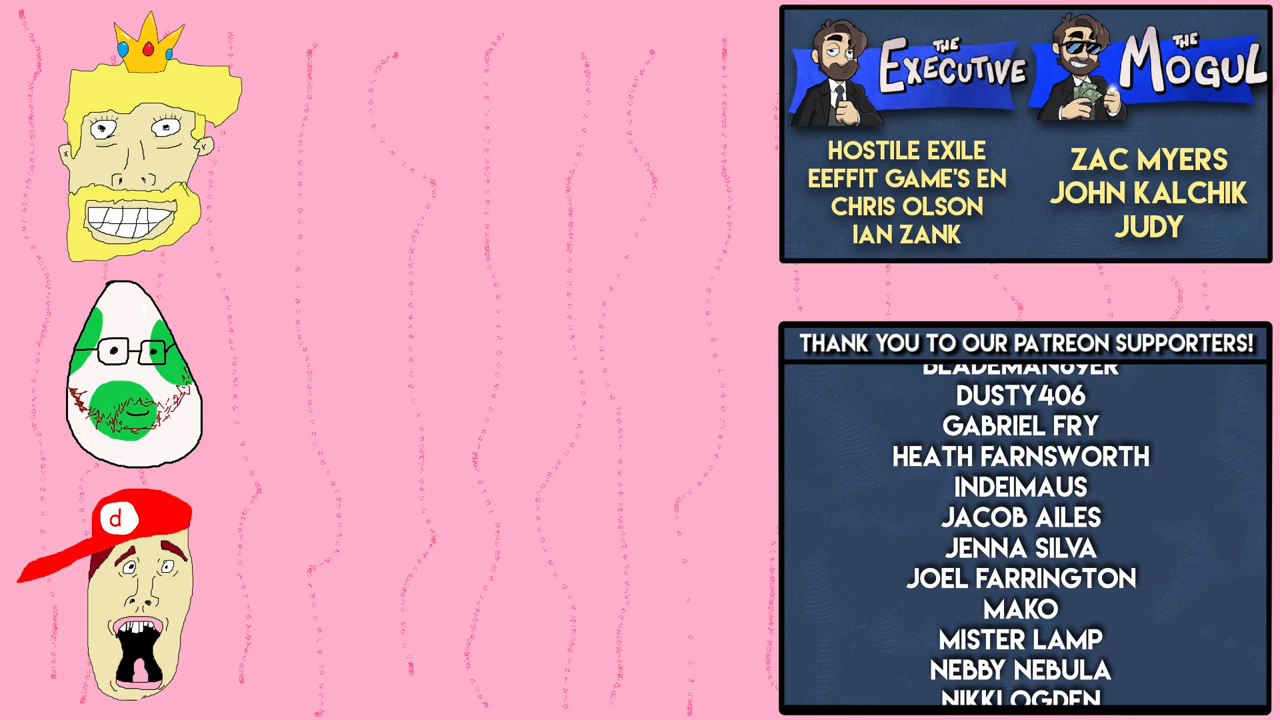 d
THE EXECUTIVE
HOSTILE EXILE
EEFFIT GAME'S EN
CHRIS OLSON
IAN ZANK
THE MOGUL
ZAC MYERS
JOHN KALCHIK
JUDY
THANK YOU TO OUR PATREON SUPPORTERS!
DUSTY406
GABRIEL FRY
HEATH FARNSWORTH
INDEIMAUS
JACOB AILES
JENNA SILVA
JOEL FARRINGTON
MAKO
MISTER LAMP
NEBBY NEBULA
NIKKI OGDEN